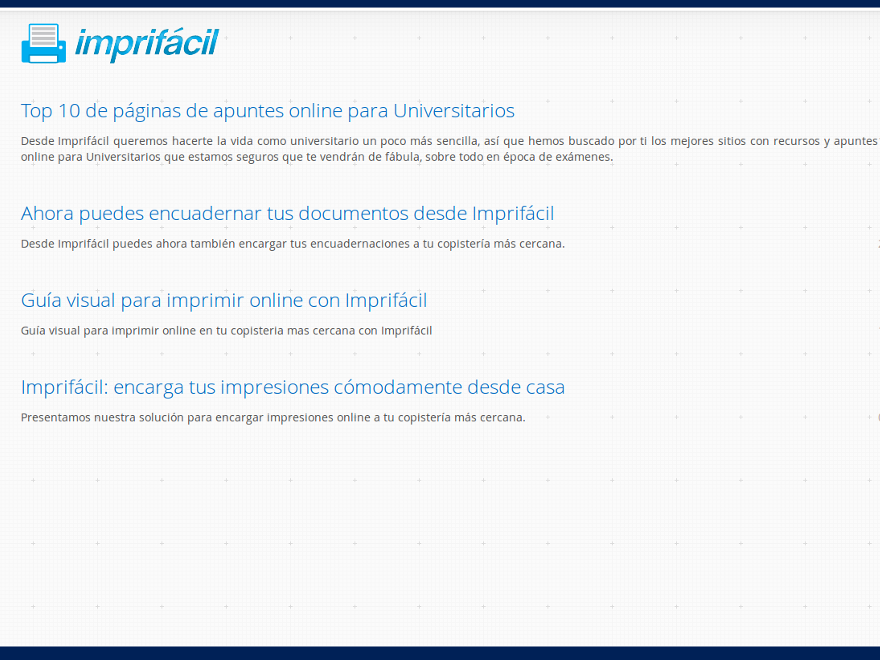 imprifácil
Top 10 de páginas de apuntes online para Universitarios
Desde Imprifácil queremos hacerte la vida como universitario un poco más sencilla, así que hemos buscado por ti los mejores sitios con recursos y apuntes
online para Universitarios que estamos seguros que te vendrán de fábula, sobre todo en época de exámenes.
Ahora puedes encuadernar tus documentos desde Imprifácil
Desde Imprifácil puedes ahora también encargar tus encuadernaciones a tu copistería más cercana.
Guía visual para imprimir online con Imprifácil
Guía visual para imprimir online en tu copisteria mas cercana con Imprifácil
Imprifácil: encarga tus impresiones cómodamente desde casa
Presentamos nuestra solución para encargar impresiones online a tu copistería más cercana.